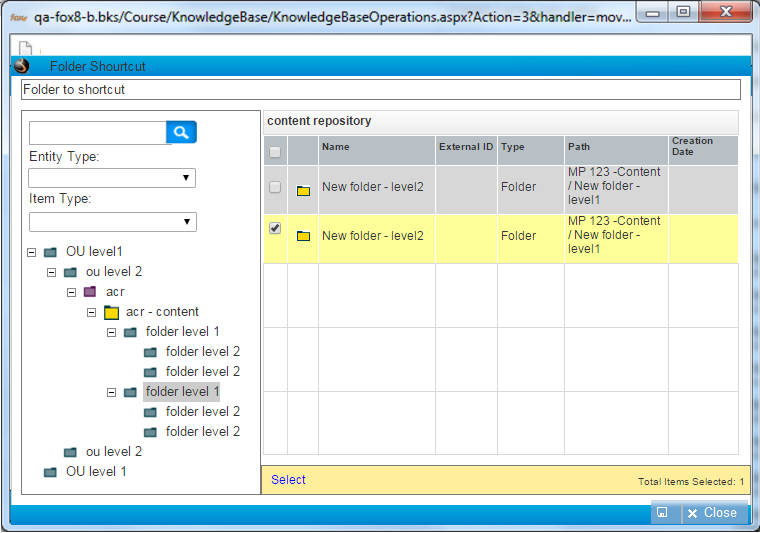 qa-fox8-b.bks/Course/KnowledgeBase/KnowledgeBaseOperations.aspx?Action=3&handler=mov...
Folder Shourtcut
Folder to shortcut
Entity Type:
Item Type:
OU level1
ou level 2
acr
acr - content
folder level 1
folder level 2
folder level 2
folder level 1
folder level 2
folder level 2
ou level 2
OU level 1
content repository
Name External ID Type Path Creation
Date
New folder - level2 Folder MP 123 -Content
/ New folder -
level1
New folder - level2 Folder MP 123 -Content
/ New folder -
level1
Select Total Items Selected: 1
Close